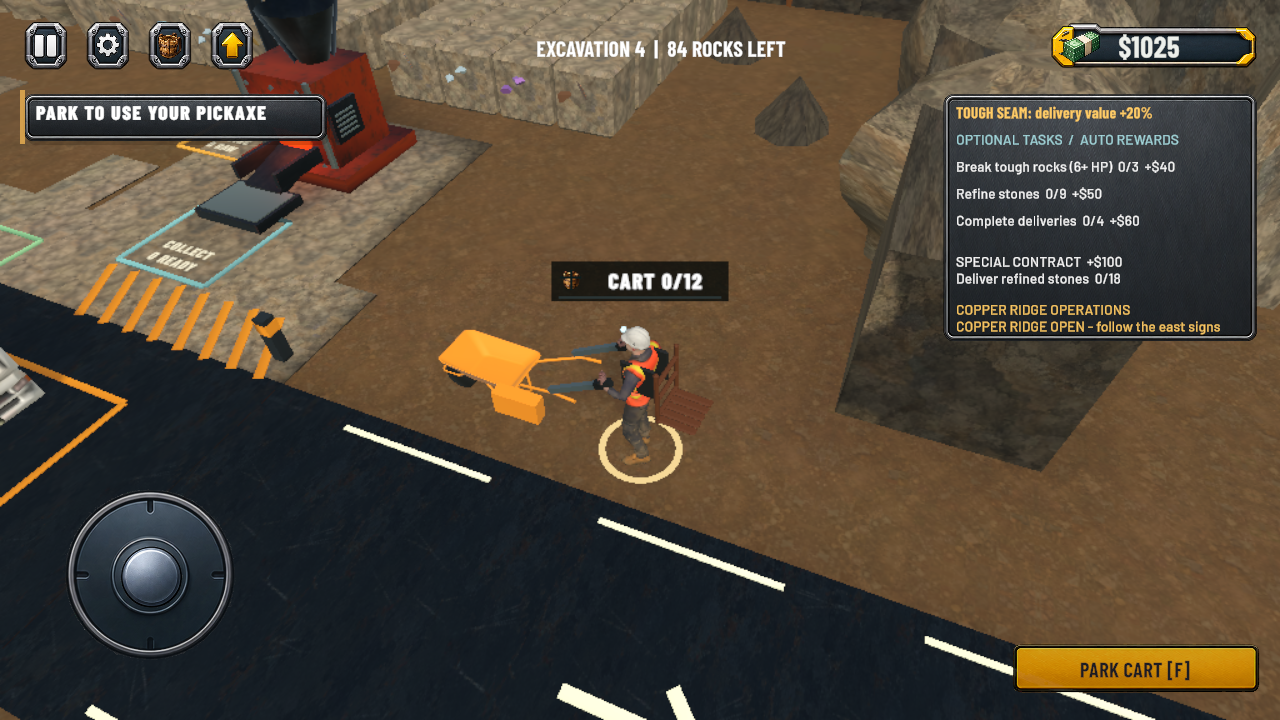 EXCAVATION 4 | 84 ROCKS LEFT
$1025
PARK TO USE YOUR PICKAXE
TOUGH SEAM: delivery value +20%
OPTIONAL TASKS / AUTO REWARDS
Break tough rocks (6+ HP) 0/3 +$40
Refine stones 0/9 +$50
Complete deliveries 0/4 +$60
SPECIAL CONTRACT +$100
Deliver refined stones 0/18
COPPER RIDGE OPERATIONS
COPPER RIDGE OPEN - follow the east signs
COLLECT
0 READY
CART 0/12
PARK CART [F]